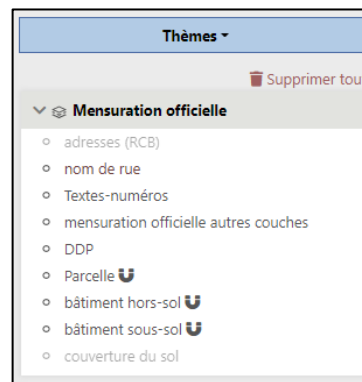 Thèmes
Supprimer tou
Mensuration officielle
adresses (RCB)
nom de rue
Textes-numéros
mensuration officielle autres couches
DDP
Parcelle
bâtiment hors-sol
bâtiment sous-sol
couverture du sol